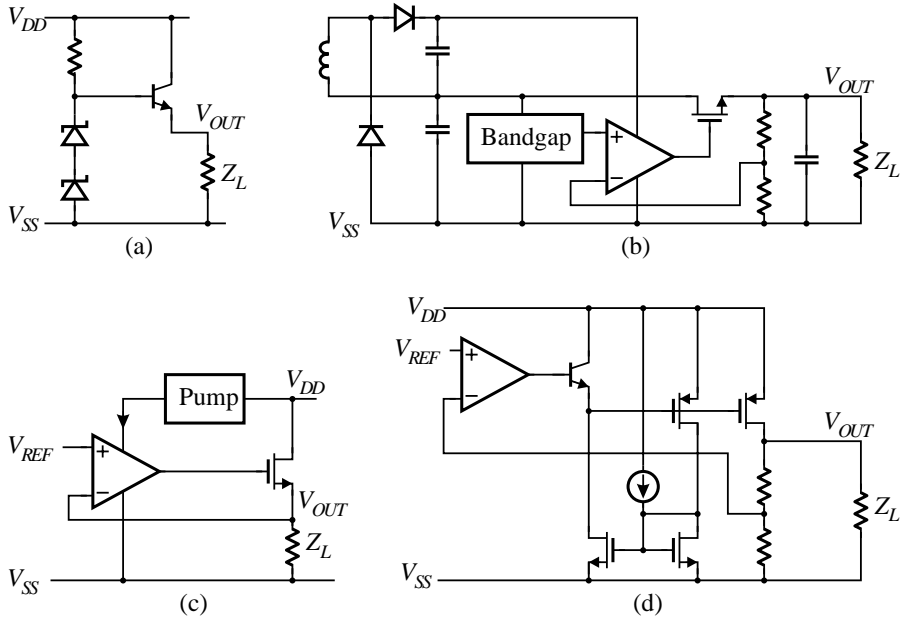 V_DD
V_OUT
Z_L
V_SS
(a)
Bandgap
+
−
V_OUT
Z_L
V_SS
(b)
Pump
V_DD
V_REF
+
−
V_OUT
Z_L
V_SS
(c)
V_DD
V_REF
+
−
V_OUT
Z_L
V_SS
(d)